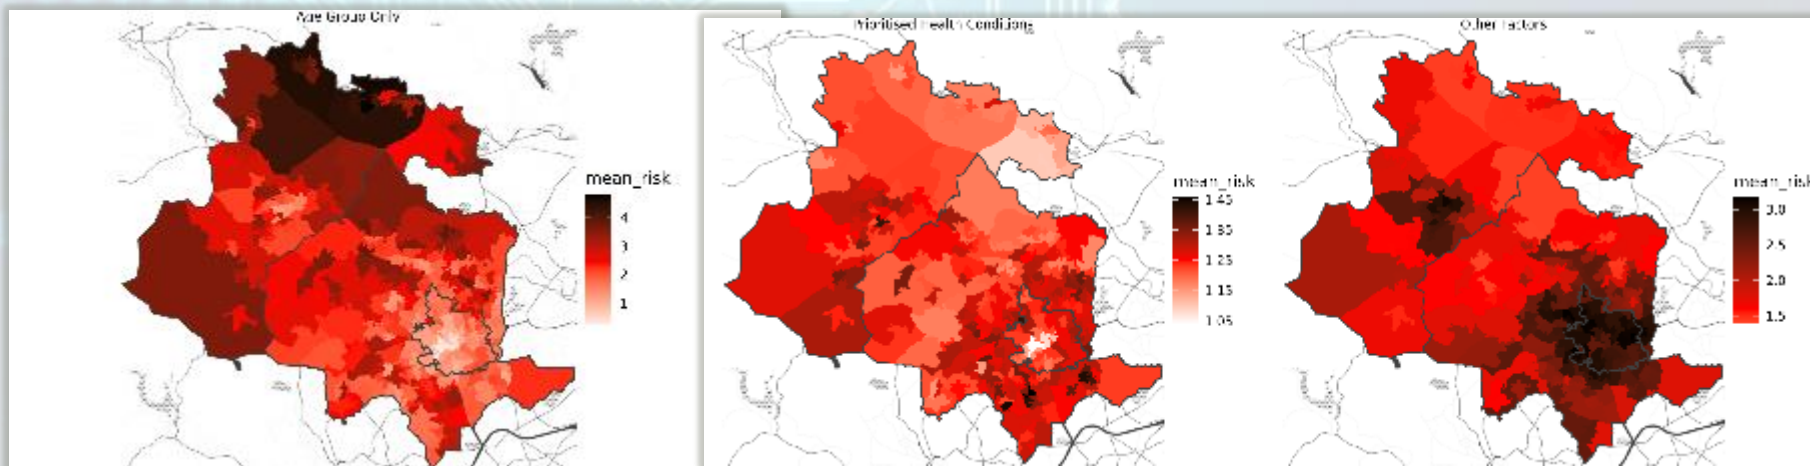 Age Group Only
mean_risk
4
3
2
1
Prioritised Health Conditions
mean_risk
1.45
1.35
1.25
1.15
1.05
Other Factors
mean_risk
3.0
2.5
2.0
1.5